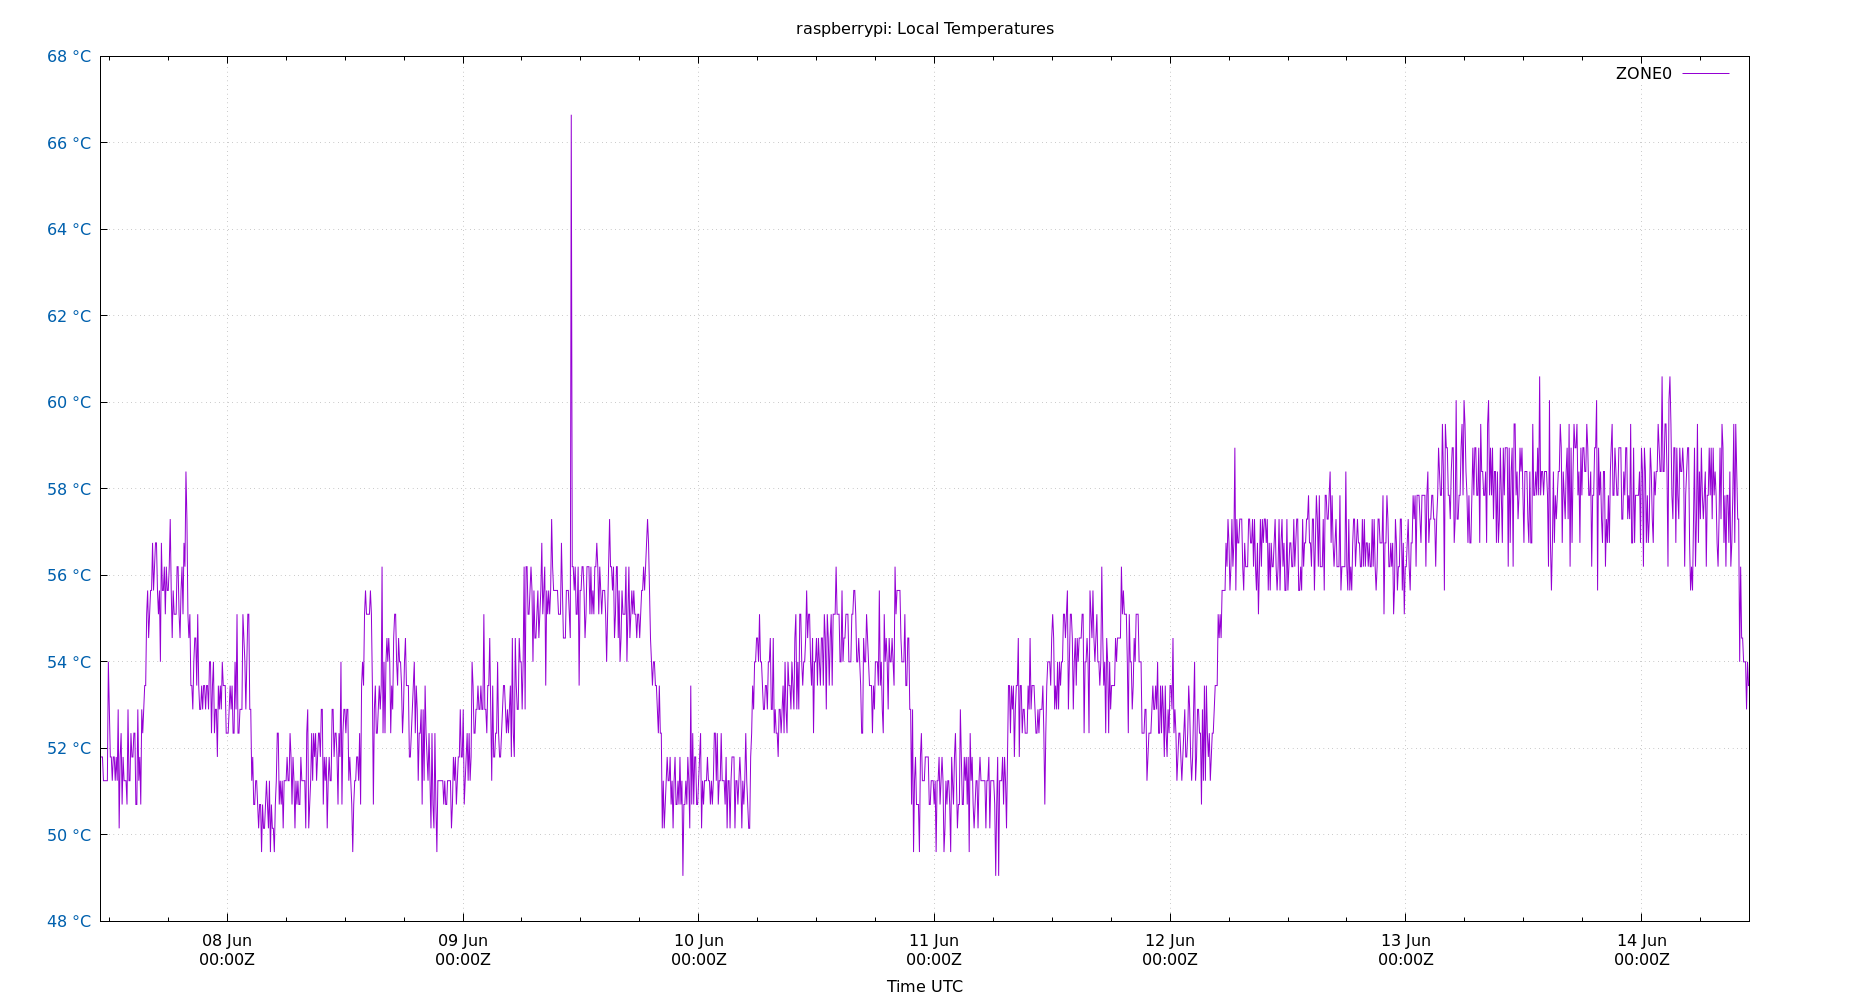 raspberrypi: Local Temperatures
ZONE0
68 °C
66 °C
64 °C
62 °C
60 °C
58 °C
56 °C
54 °C
52 °C
50 °C
48 °C
08 Jun
00:00Z
09 Jun
00:00Z
10 Jun
00:00Z
11 Jun
00:00Z
12 Jun
00:00Z
13 Jun
00:00Z
14 Jun
00:00Z
Time UTC